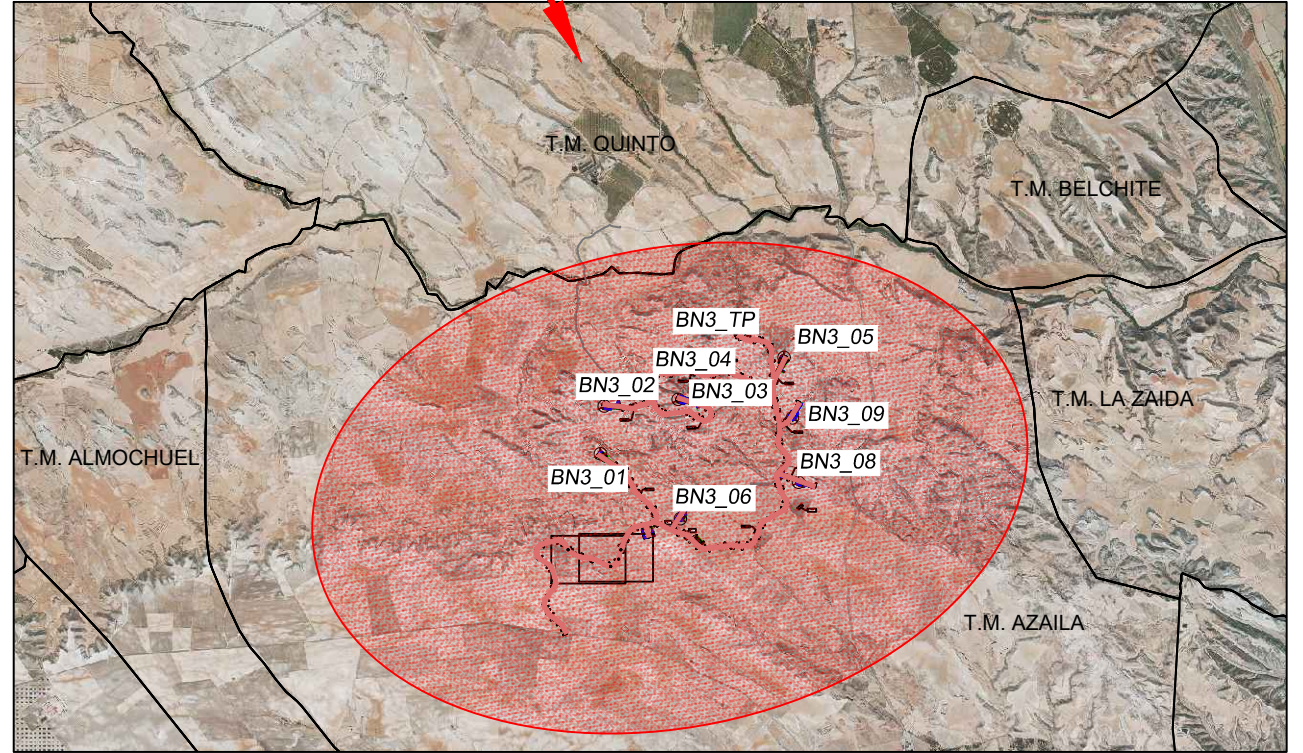 T.M. QUINTO
T.M. BELCHITE
BN3_TP
BN3_05
BN3_04
BN3_02
BN3_03
T.M. LA ZAIDA
BN3_09
T.M. ALMOCHUEL
BN3_08
BN3_01
BN3_06
T.M. AZAILA